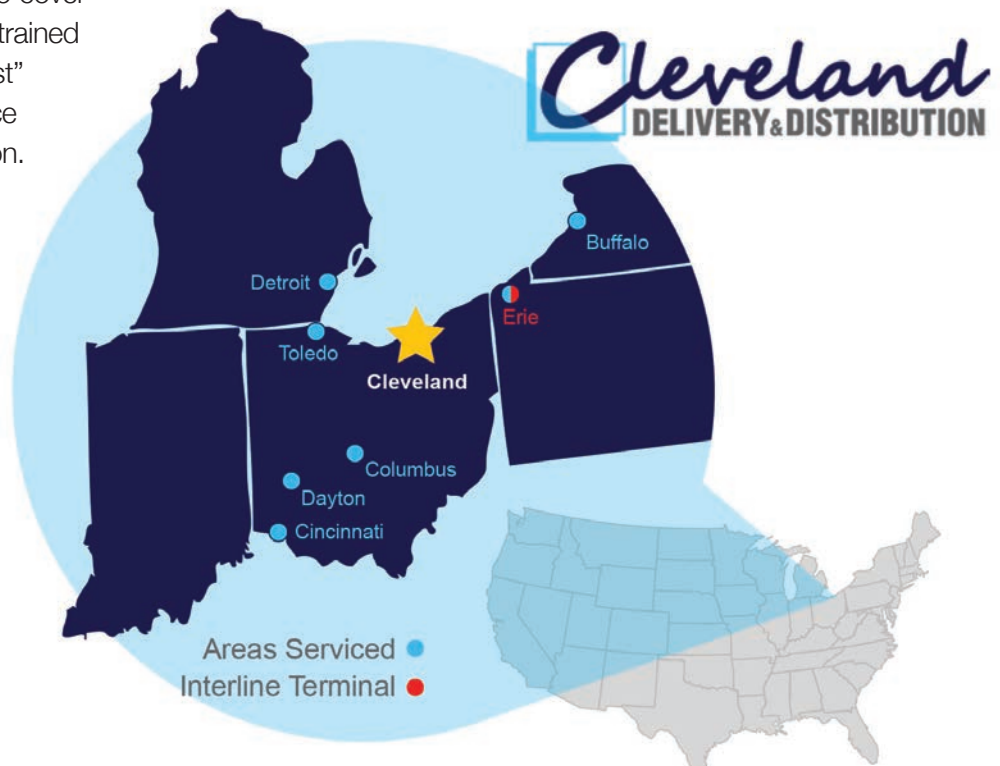 cover
trained
st”
ce
on.
Cleveland
DELIVERY & DISTRIBUTION
Buffalo
Detroit
Erie
Toledo
Cleveland
Columbus
Dayton
Cincinnati
Areas Serviced
Interline Terminal